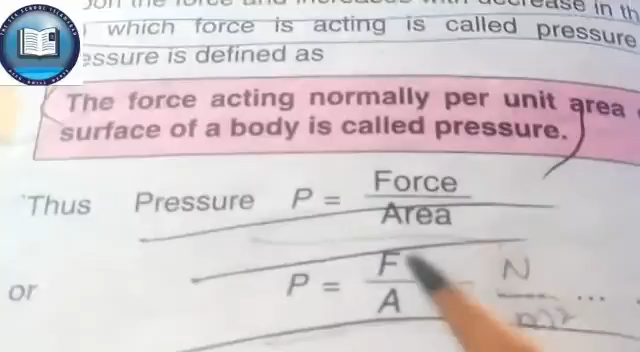 which force is acting is called pressure
essure is defined as
The force acting normally per unit area
surface of a body is called pressure.
Thus Pressure P = Force / Area
or P = F / A N / m2 ...